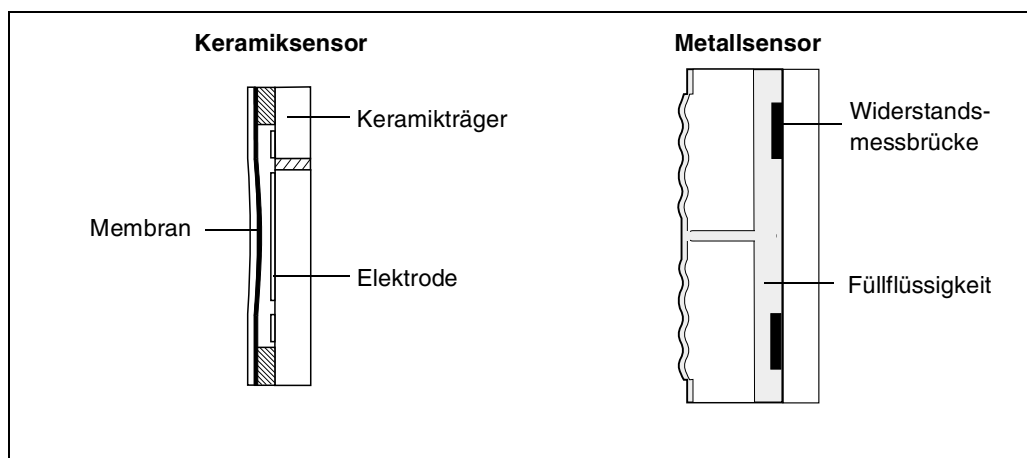 Keramiksensor
Keramikträger
Membran
Elektrode
Metallsensor
Widerstands-
messbrücke
Füllflüssigkeit